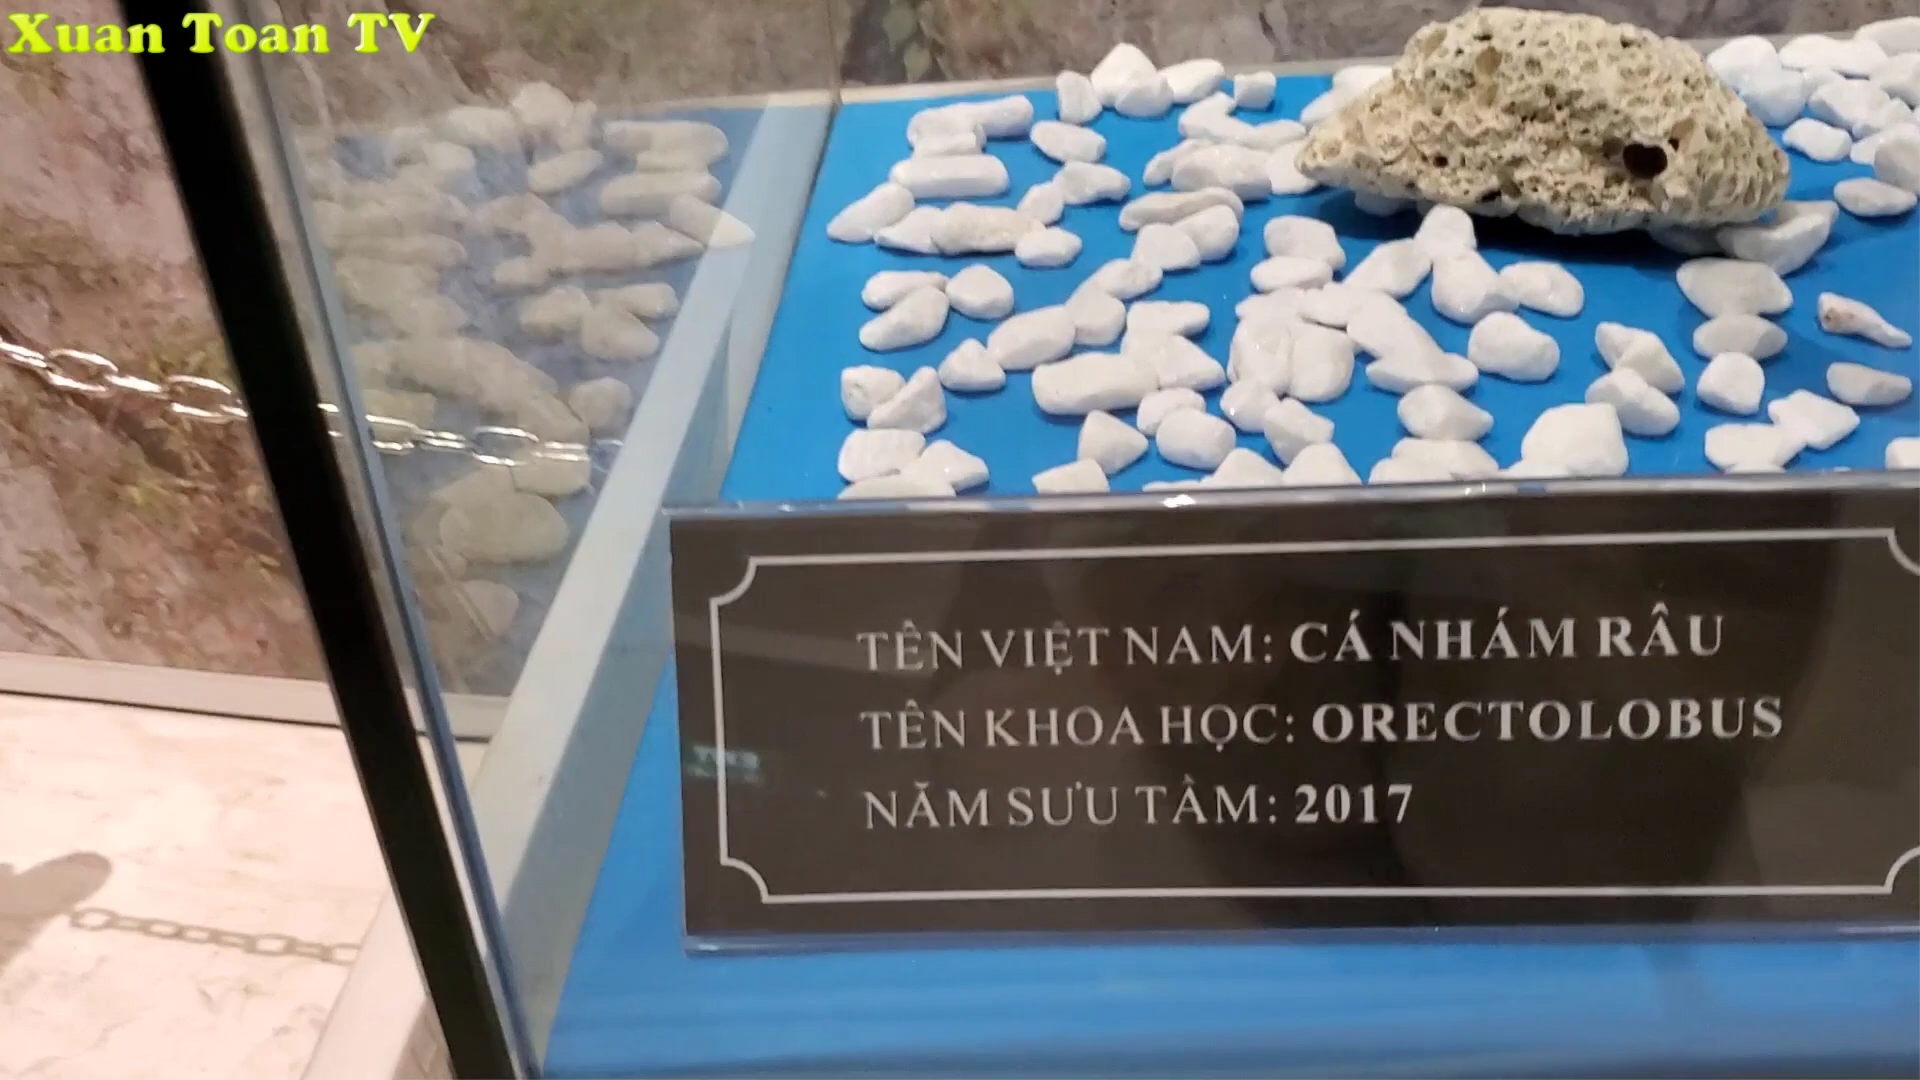 Xuan Toan TV
TÊN VIỆT NAM: CÁ NHÁM RÂU
TÊN KHOA HỌC: ORECTOLOBUS
NĂM SƯU TẦM: 2017